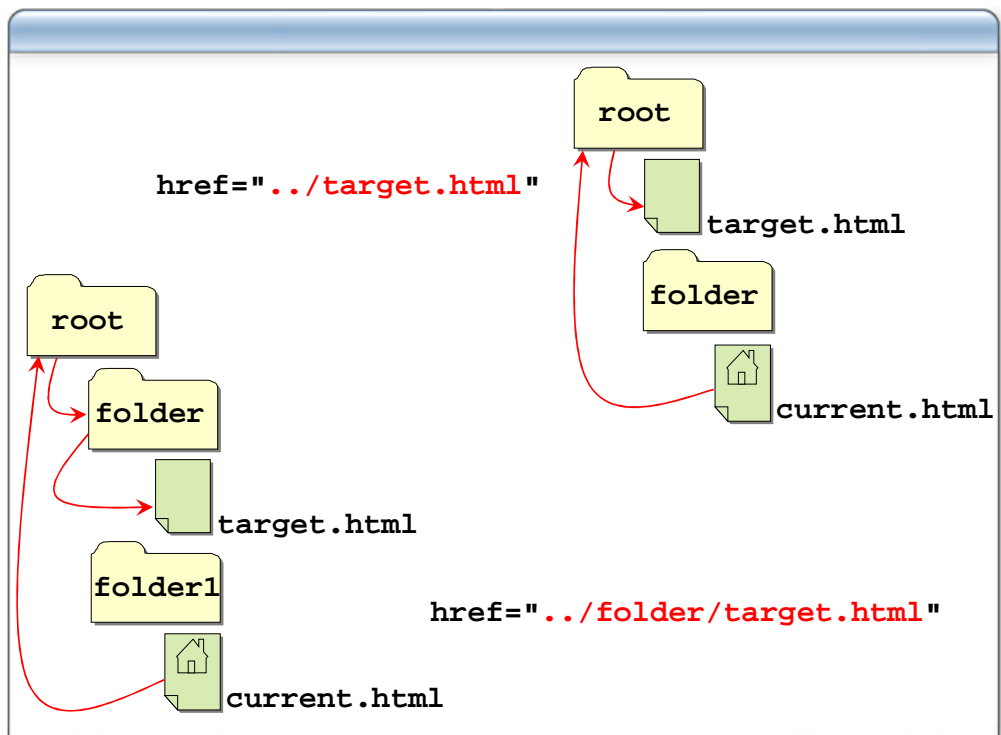 root
href="../target.html"
target.html
folder
current.html
root
folder
target.html
folder1
current.html
href="../folder/target.html"